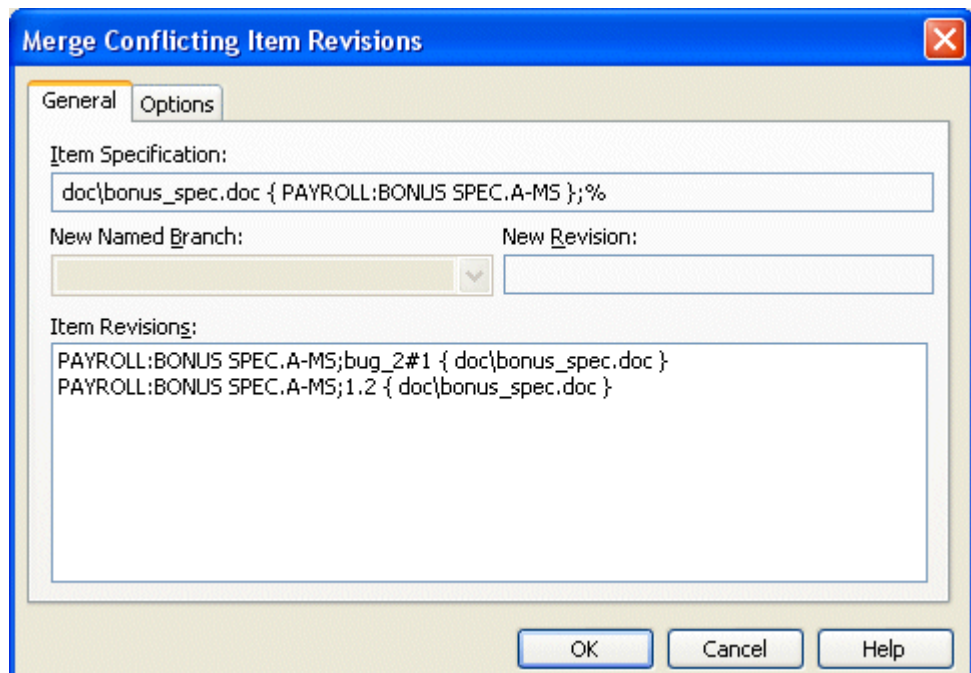 Merge Conflicting Item Revisions
General Options
Item Specification:
doc\bonus_spec.doc { PAYROLL:BONUS SPEC.A-MS };%
New Named Branch: New Revision:
Item Revisions:
PAYROLL:BONUS SPEC.A-MS;bug_2#1 { doc\bonus_spec.doc }
PAYROLL:BONUS SPEC.A-MS;1.2 { doc\bonus_spec.doc }
OK Cancel Help